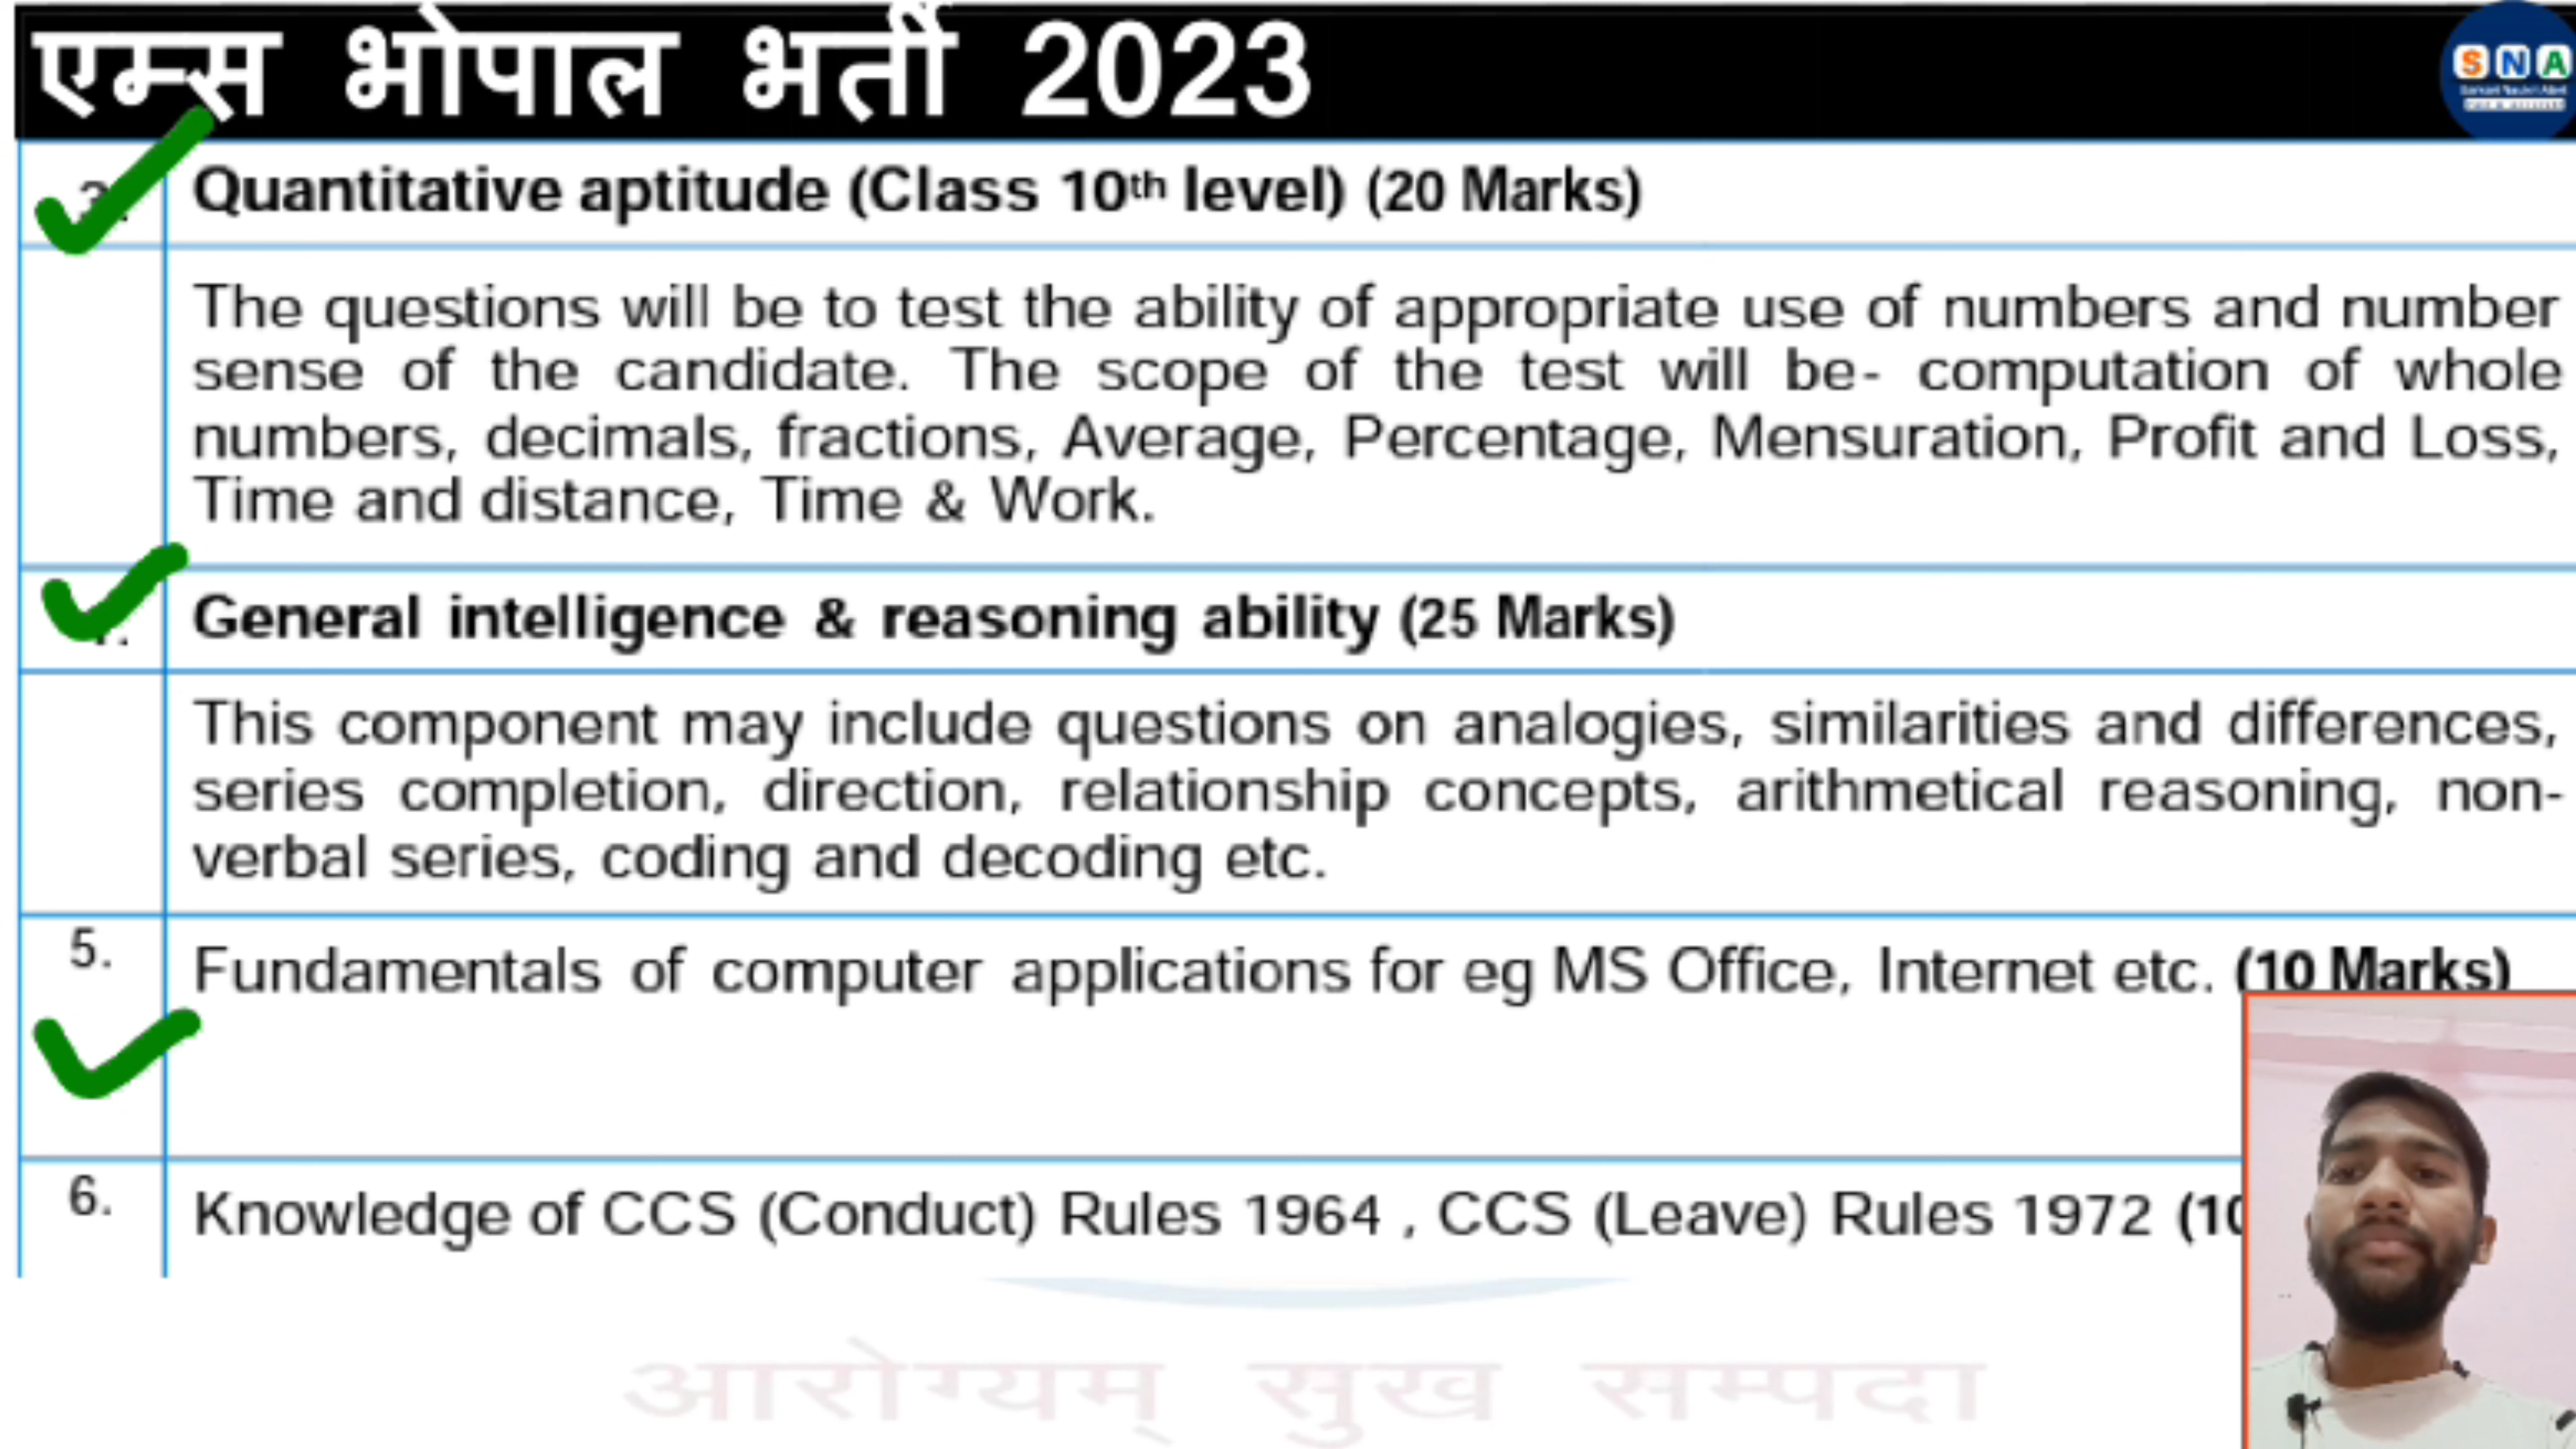 एम्स भोपाल भर्ती 2023
SNA
Quantitative aptitude (Class 10th level) (20 Marks)
The questions will be to test the ability of appropriate use of numbers and number
sense of the candidate. The scope of the test will be- computation of whole
numbers, decimals, fractions, Average, Percentage, Mensuration, Profit and Loss,
Time and distance, Time & Work.
General intelligence & reasoning ability (25 Marks)
This component may include questions on analogies, similarities and differences,
series completion, direction, relationship concepts, arithmetical reasoning, non-
verbal series, coding and decoding etc.
5. Fundamentals of computer applications for eg MS Office, Internet etc. (10 Marks)
6. Knowledge of CCS (Conduct) Rules 1964 , CCS (Leave) Rules 1972 (10
आरोग्यम् सुख सम्पदा